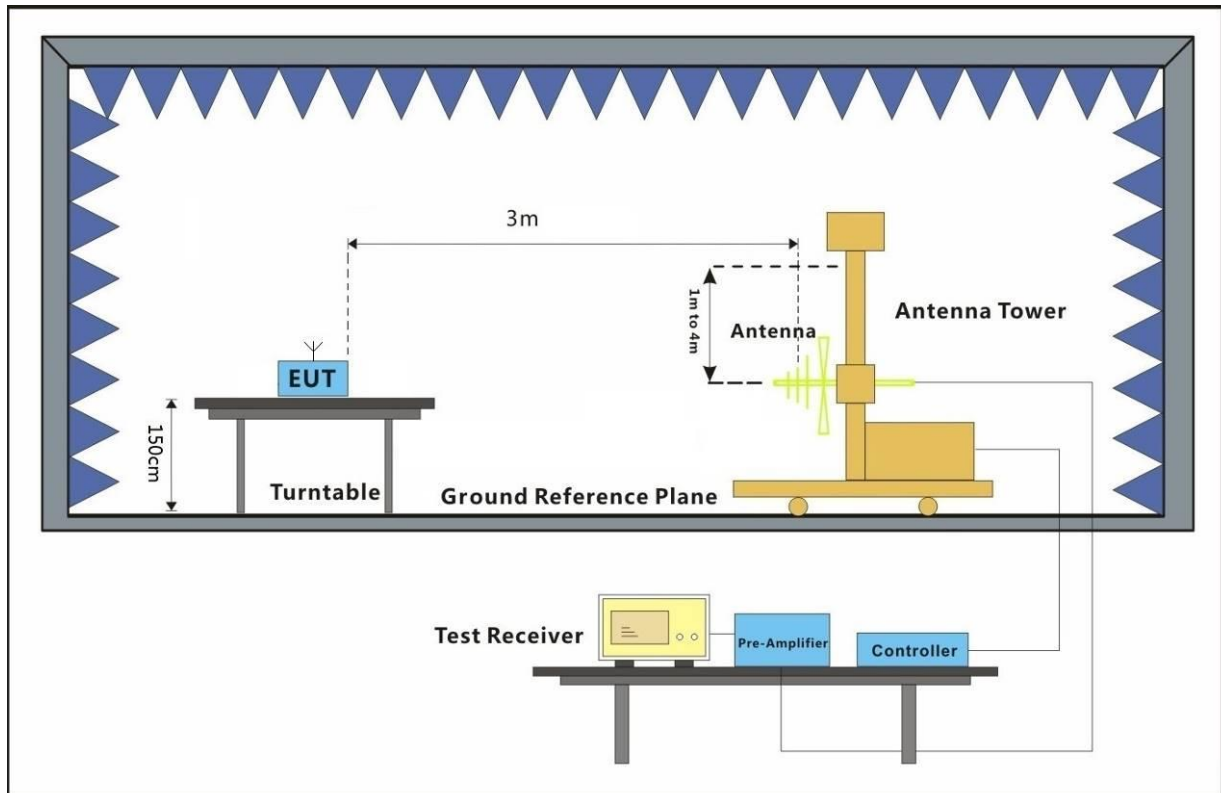 3m
1m to 4m
Antenna
Antenna Tower
EUT
150cm
Turntable
Ground Reference Plane
Test Receiver
Pre-Amplifier
Controller